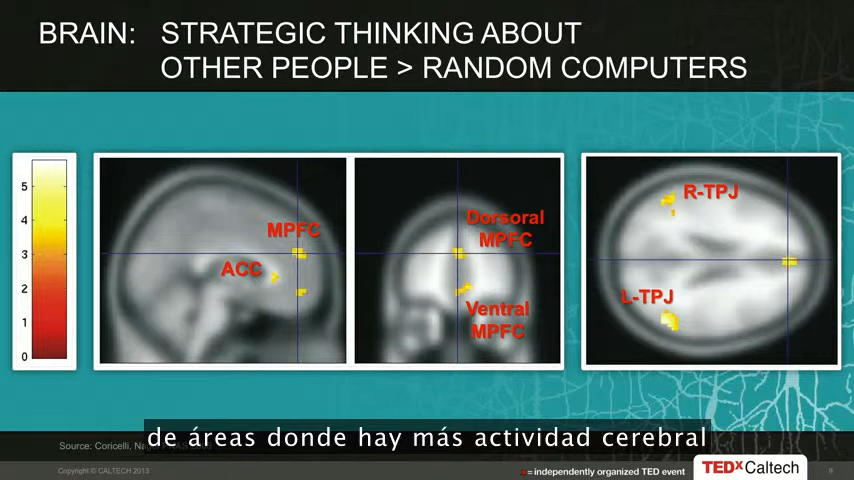 BRAIN: STRATEGIC THINKING ABOUT
OTHER PEOPLE > RANDOM COMPUTERS
5
4
3
2
1
0
MPFC
ACC
Dorsoral
MPFC
Ventral
MPFC
R-TPJ
L-TPJ
de áreas donde hay más actividad cerebral
Source: Coricelli,
Copyright © CALTECH 2013
x = independently organized TED event
TEDxCaltech